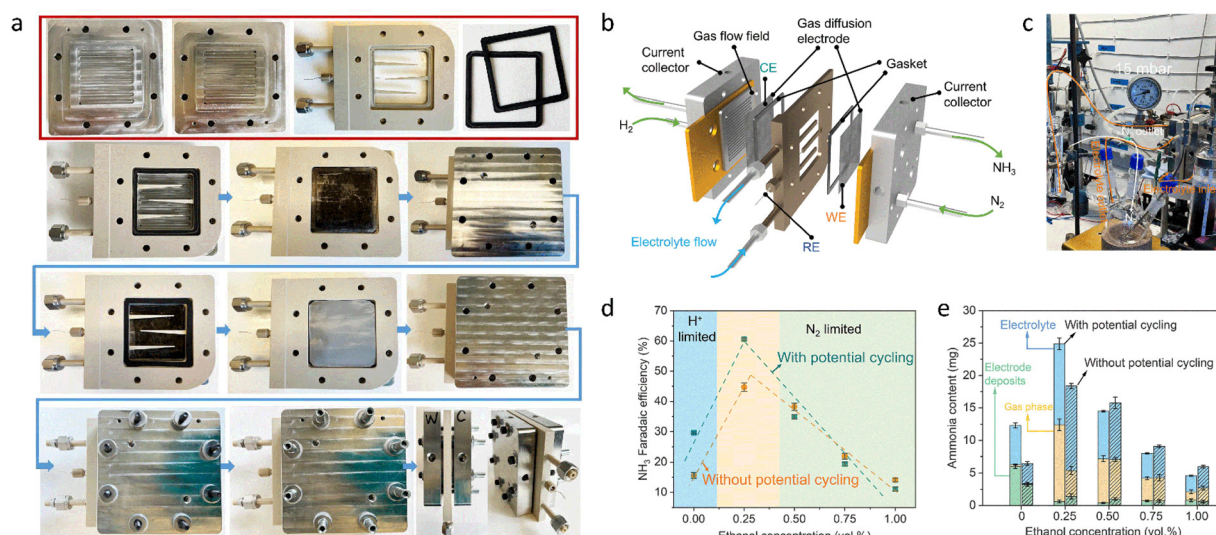 a
W
C
b
Gas flow field
Gas diffusion
electrode
Current
collector
CE
Gasket
Current
collector
H₂
NH₃
N₂
WE
RE
Electrolyte flow
c
15 mbar
N₂ outlet
d
NH₃ Faradaic efficiency (%)
70
60
50
40
30
20
10
H⁺
limited
N₂ limited
With potential cycling
Without potential cycling
0.00
0.25
0.50
0.75
1.00
Ethanol concentration (vol.%)
e
Ammonia content (mg)
30
25
20
15
10
5
0
Electrolyte
With potential cycling
Without potential cycling
Electrode
deposits
Gas phase
0
0.25
0.50
0.75
1.00
Ethanol concentration (vol.%)